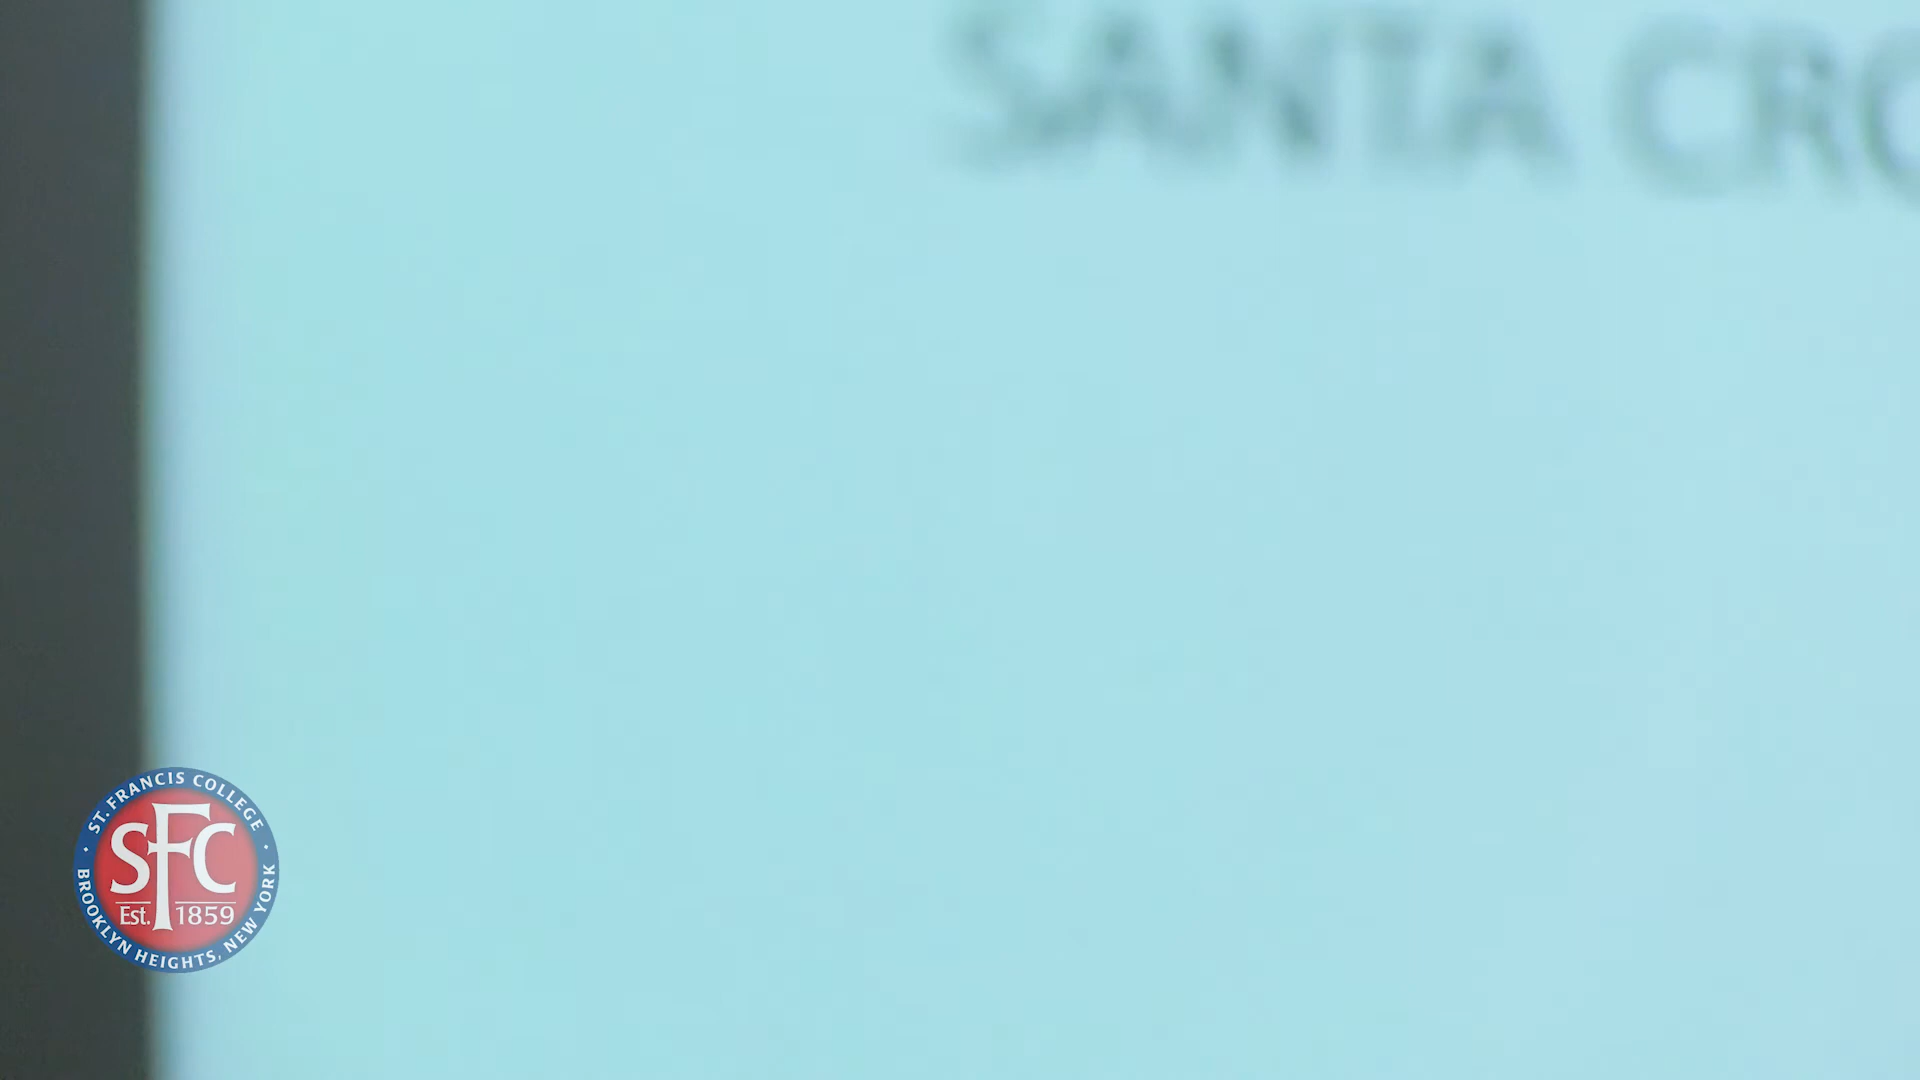 SANTA CRO
ST. FRANCIS COLLEGE
SFC
Est. 1859
BROOKLYN HEIGHTS, NEW YORK